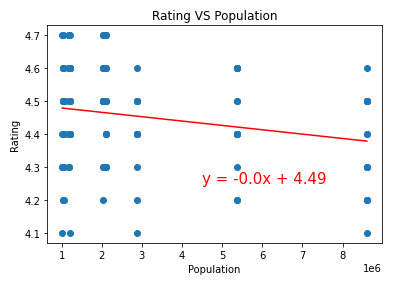 Rating VS Population
4.7
4.6
4.5
4.4
4.3
4.2
4.1
Rating
y = -0.0x + 4.49
1 2 3 4 5 6 7 8
1e6
Population